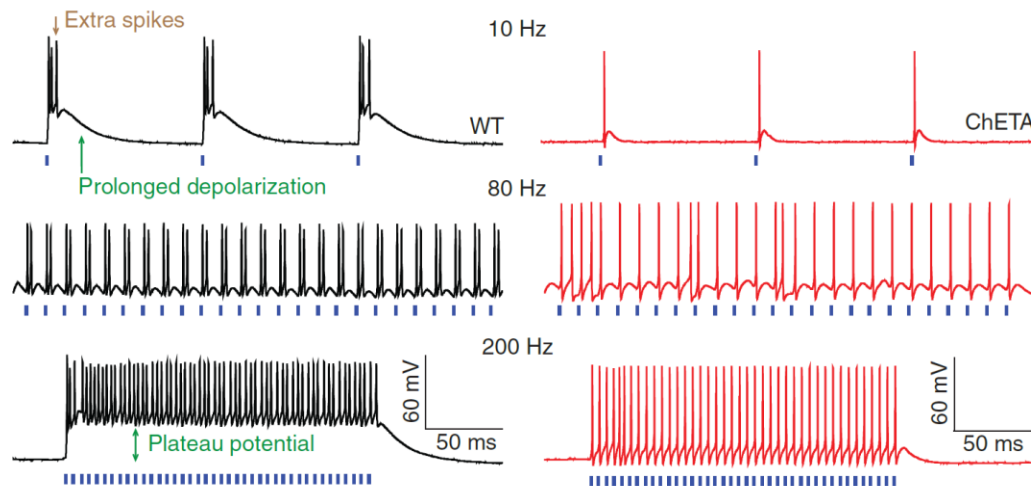 Extra spikes
10 Hz
WT
ChETA
Prolonged depolarization
80 Hz
200 Hz
60 mV
50 ms
Plateau potential
60 mV
50 ms